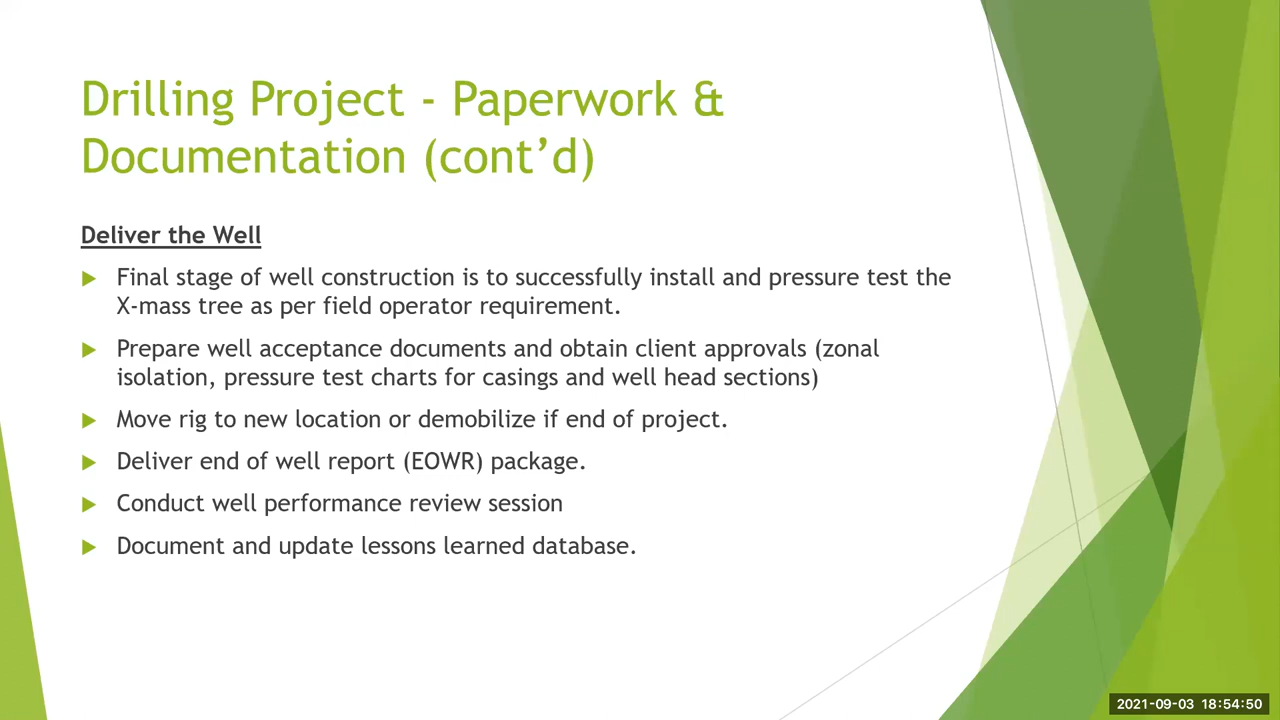 Drilling Project - Paperwork &
Documentation (cont’d)
Deliver the Well
Final stage of well construction is to successfully install and pressure test the
X-mass tree as per field operator requirement.
Prepare well acceptance documents and obtain client approvals (zonal
isolation, pressure test charts for casings and well head sections)
Move rig to new location or demobilize if end of project.
Deliver end of well report (EOWR) package.
Conduct well performance review session
Document and update lessons learned database.
2021-09-03 18:54:50